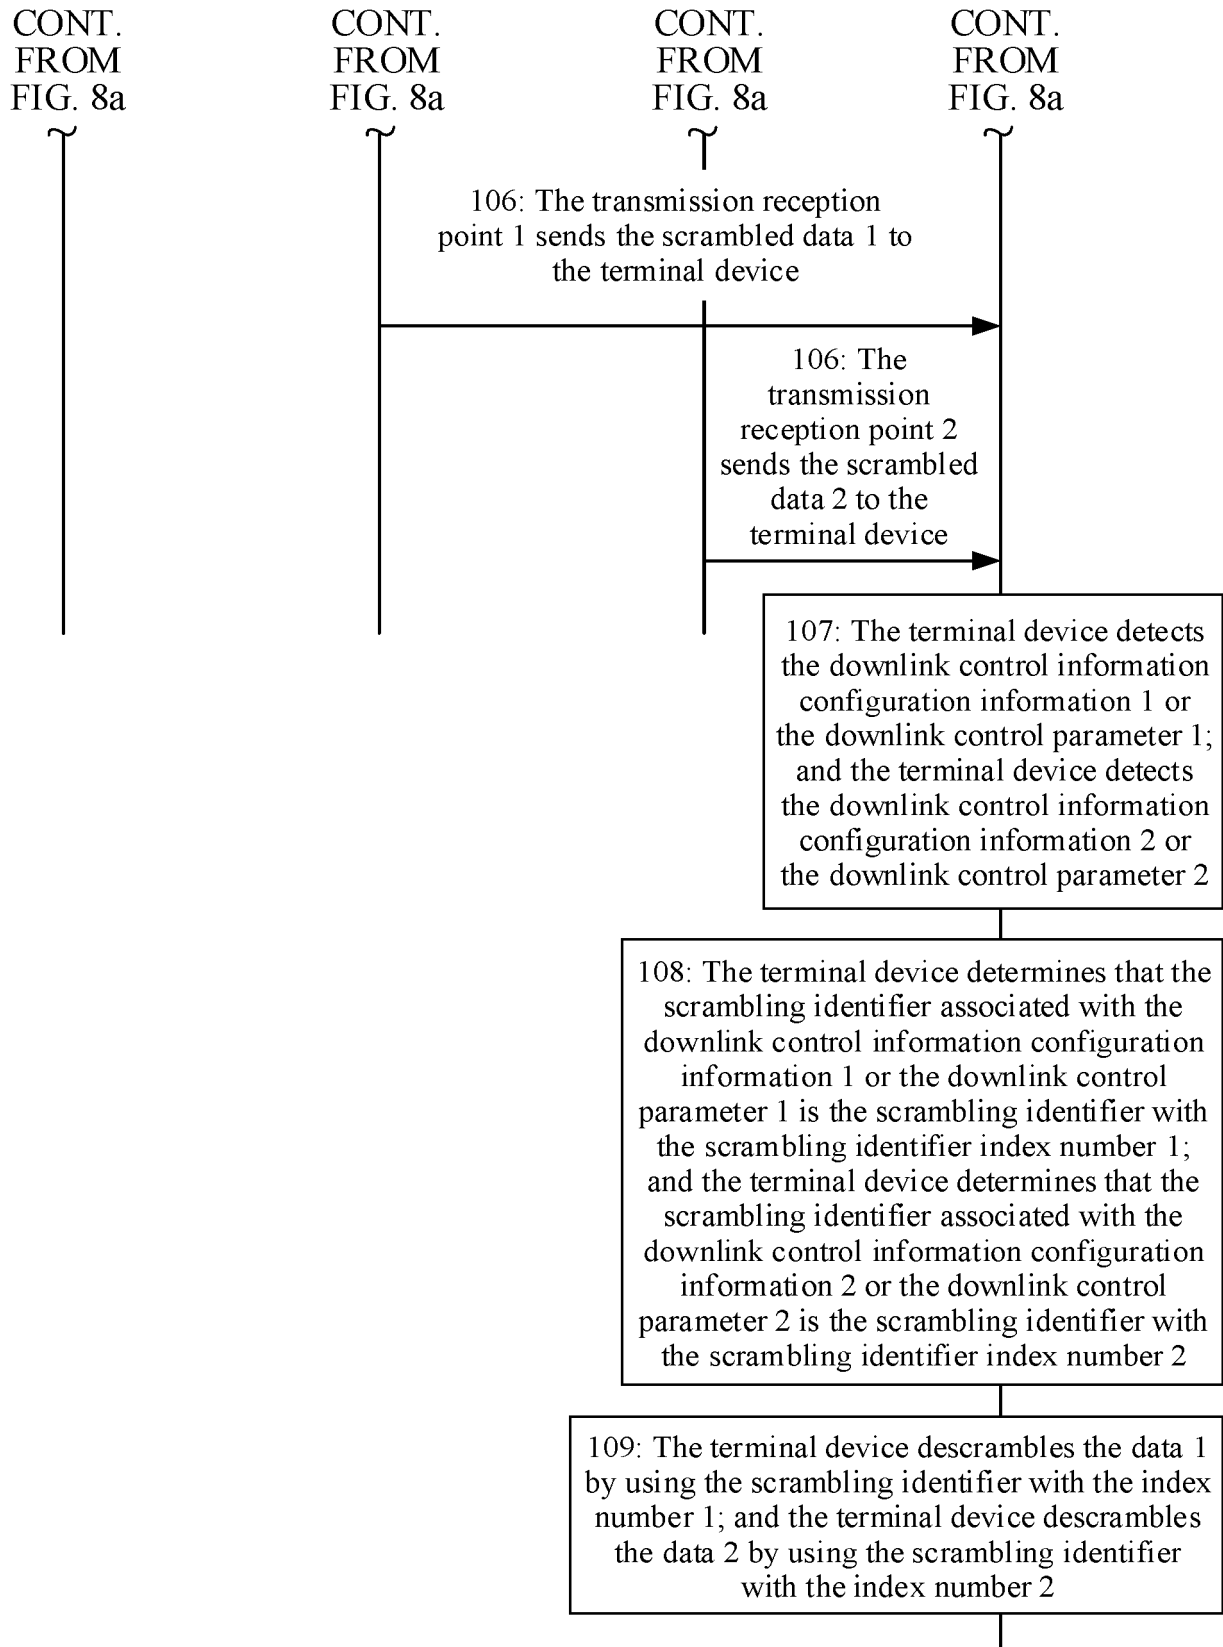 CONT.
FROM
FIG. 8a
CONT.
FROM
FIG. 8a
CONT.
FROM
FIG. 8a
CONT.
FROM
FIG. 8a
106: The transmission reception
point 1 sends the scrambled data 1 to
the terminal device
106: The
transmission
reception point 2
sends the scrambled
data 2 to the
terminal device
107: The terminal device detects
the downlink control information
configuration information 1 or
the downlink control parameter 1;
and the terminal device detects
the downlink control information
configuration information 2 or
the downlink control parameter 2
108: The terminal device determines that the
scrambling identifier associated with the
downlink control information configuration
information 1 or the downlink control
parameter 1 is the scrambling identifier with
the scrambling identifier index number 1;
and the terminal device determines that the
scrambling identifier associated with the
downlink control information configuration
information 2 or the downlink control
parameter 2 is the scrambling identifier with
the scrambling identifier index number 2
109: The terminal device descrambles the data 1
by using the scrambling identifier with the index
number 1; and the terminal device descrambles
the data 2 by using the scrambling identifier
with the index number 2